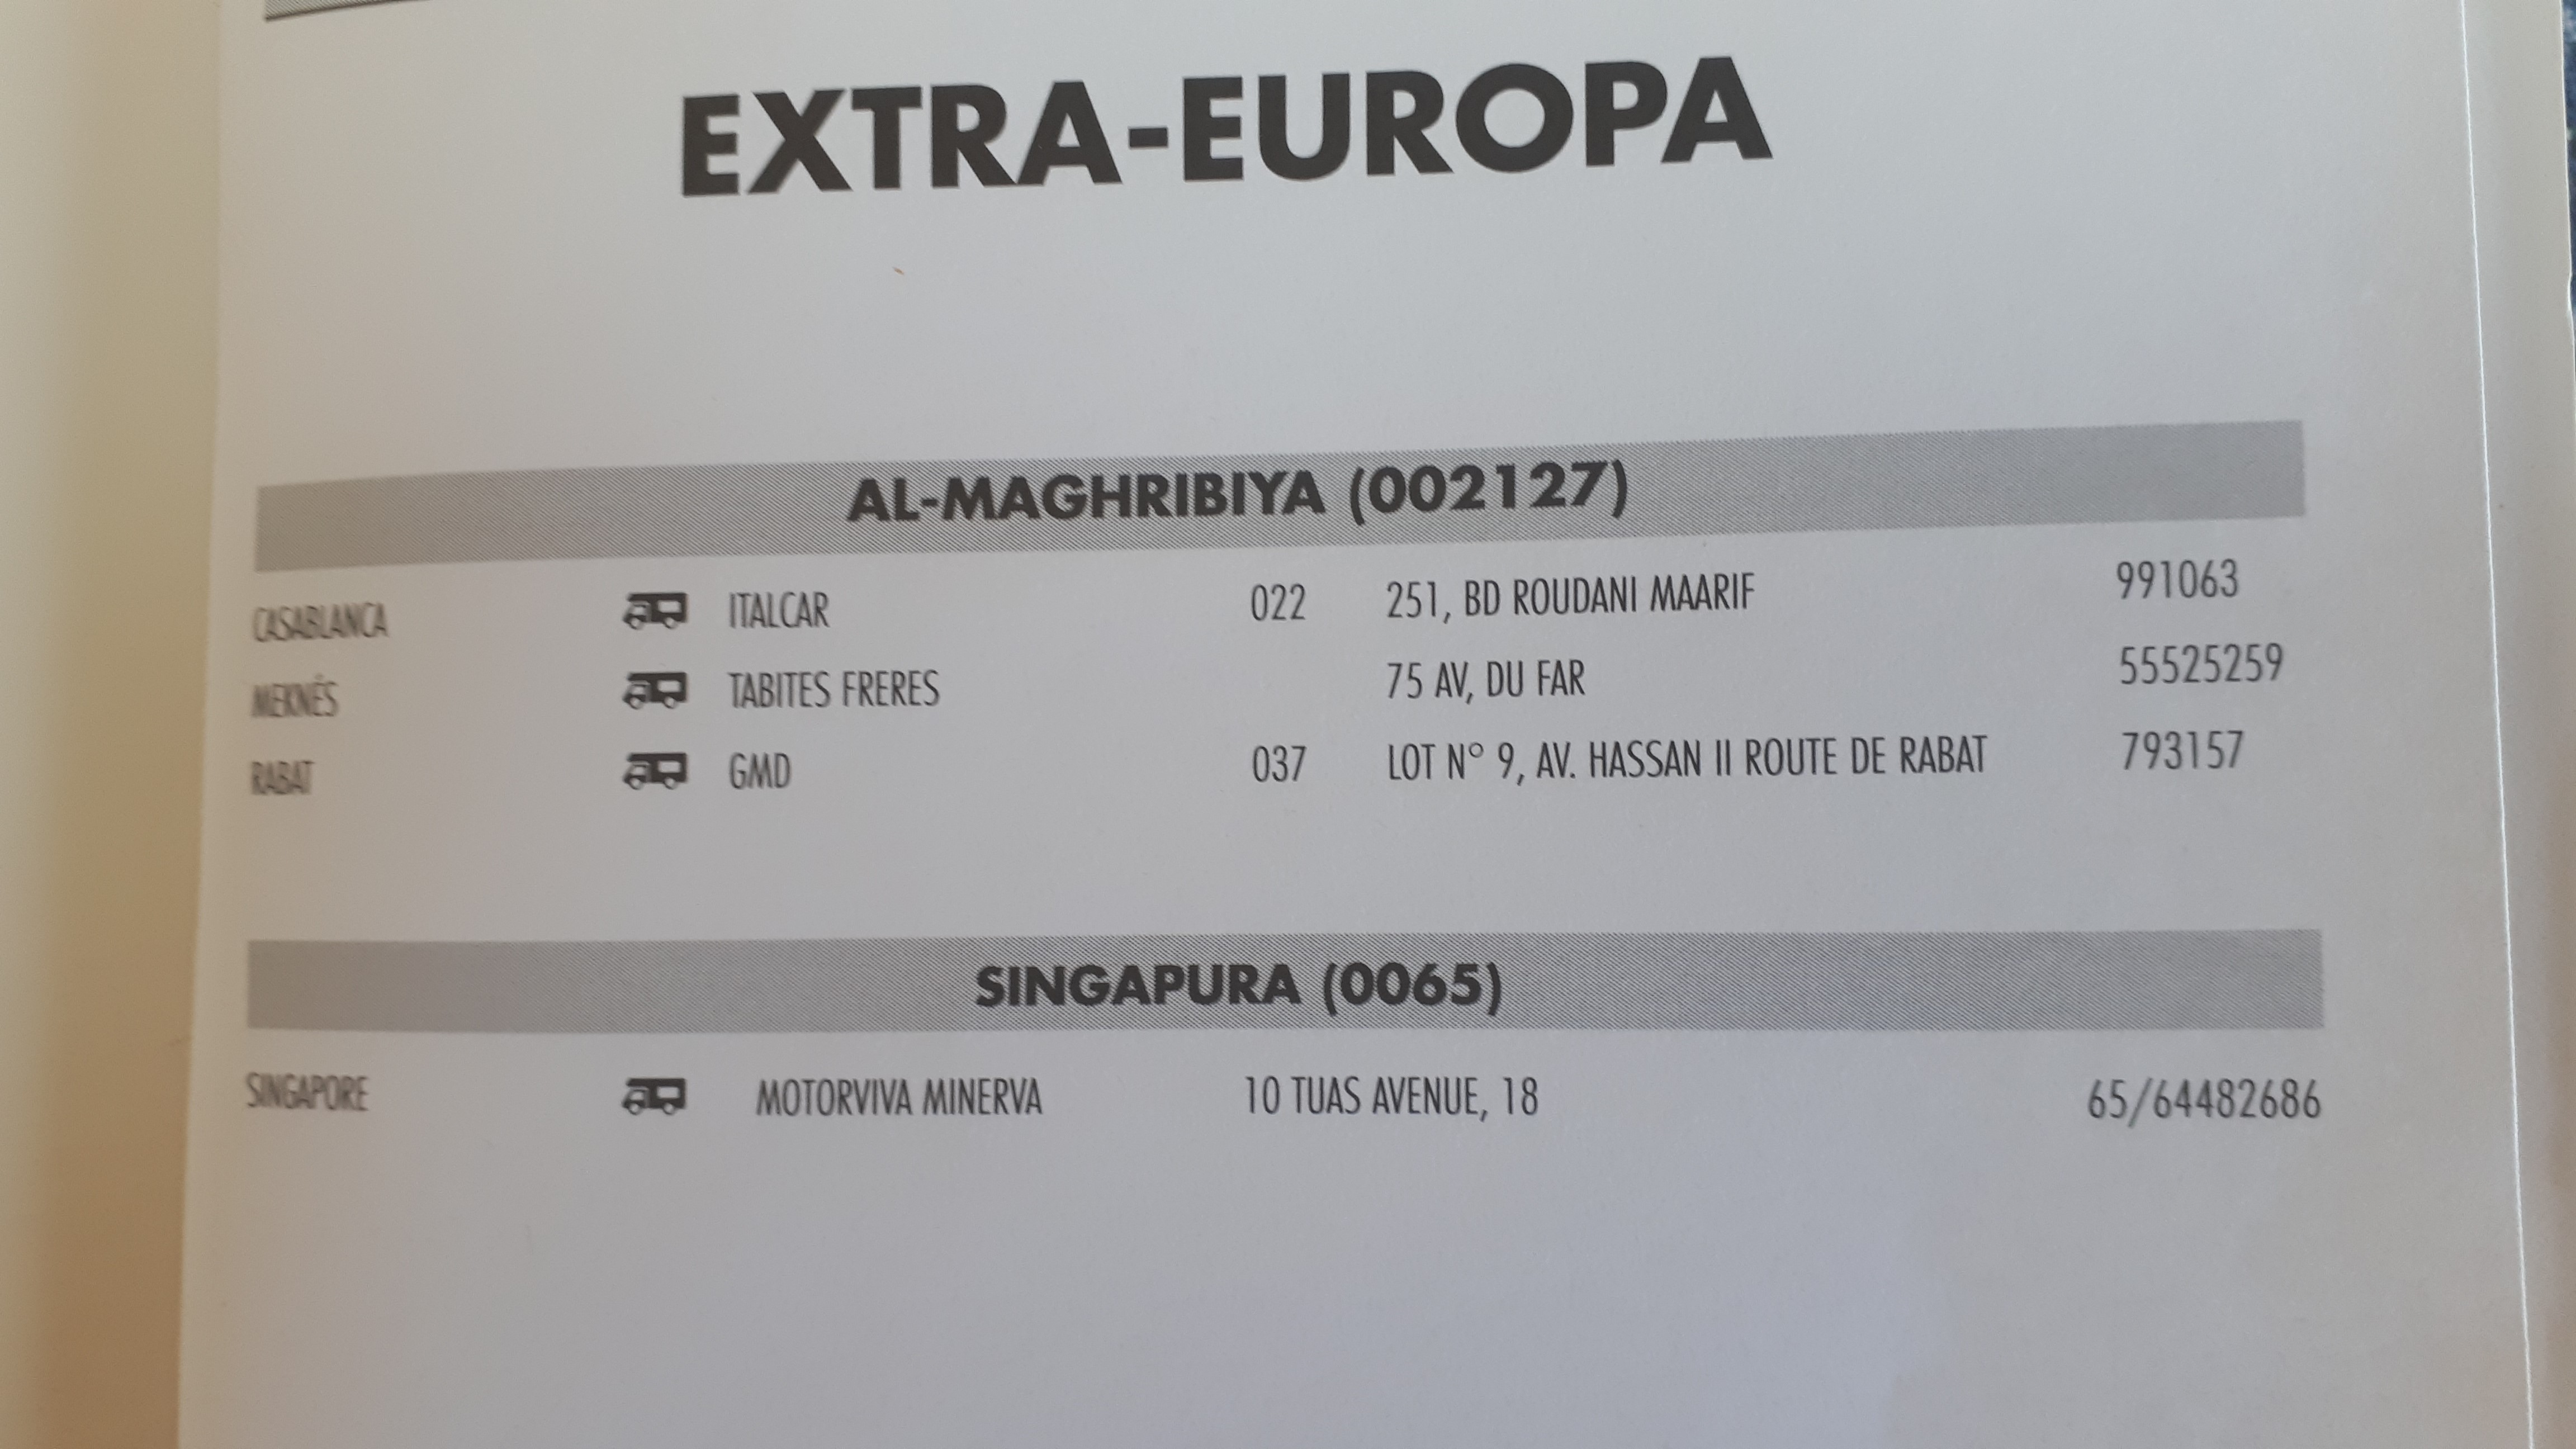 EXTRA-EUROPA
AL-MAGHRIBIYA (002127)
CASABLANCA ITALCAR 022 251, BD ROUDANI MAARIF 991063
MEKNÉS TABITES FRERES 75 AV, DU FAR 55525259
RABAT GMD 037 LOT N° 9, AV. HASSAN II ROUTE DE RABAT 793157
SINGAPURA (0065)
SINGAPORE MOTORVIVA MINERVA 10 TUAS AVENUE, 18 65/64482686